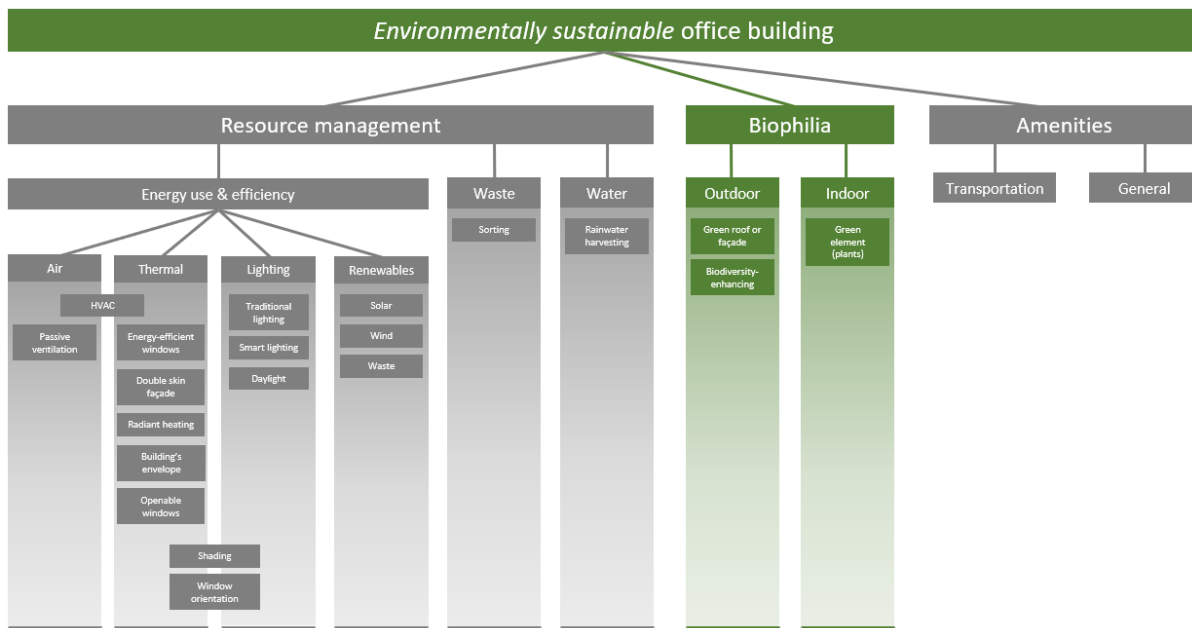 Environmentally sustainable office building
Resource management
Biophilia
Amenities
Energy use & efficiency
Waste
Water
Outdoor
Indoor
Transportation
General
Sorting
Rainwater
harvesting
Green roof or
façade
Biodiversity-
enhancing
Green
element
(plants)
Air
Thermal
Lighting
Renewables
HVAC
Passive
ventilation
Energy-efficient
windows
Double skin
façade
Radiant heating
Building's
envelope
Openable
windows
Traditional
lighting
Smart lighting
Daylight
Solar
Wind
Waste
Shading
Window
orientation